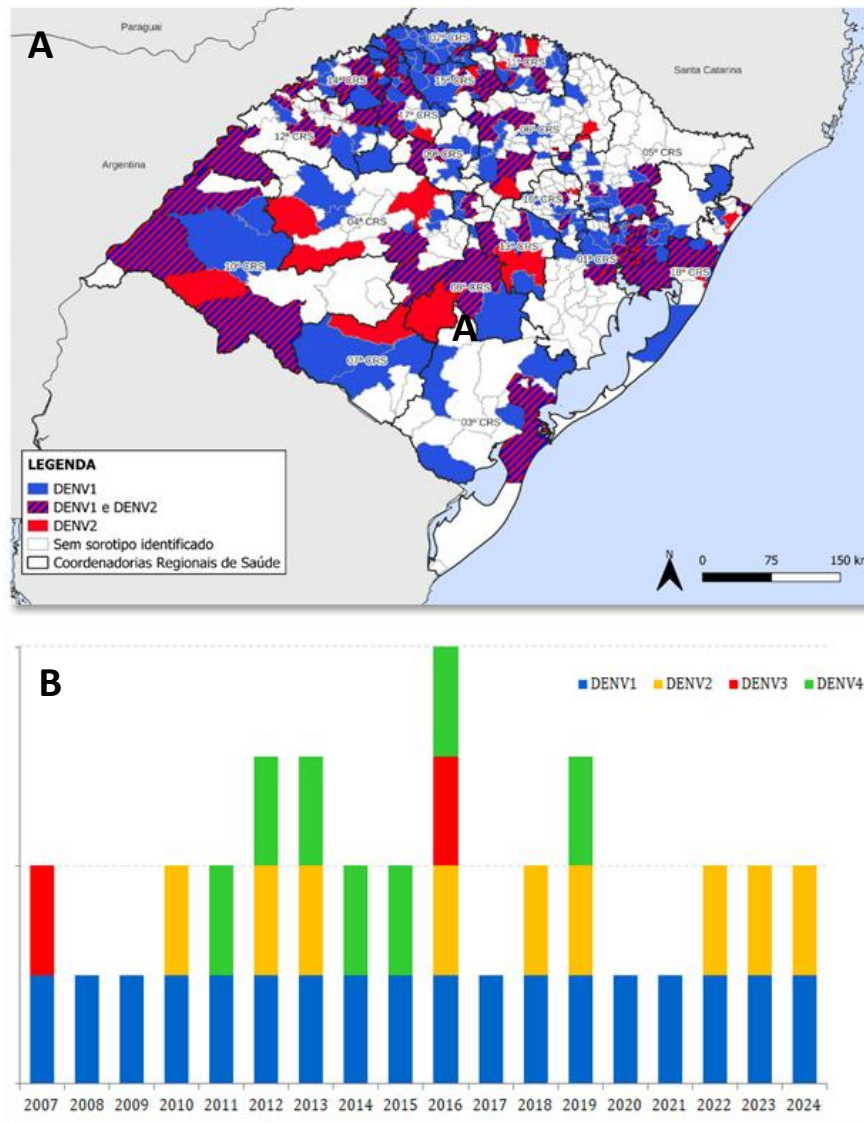 A
Paraguai
Santa Catarina
Argentina
02ª CRS
11ª CRS
14ª CRS
15ª CRS
17ª CRS
06ª CRS
12ª CRS
09ª CRS
05ª CRS
16ª CRS
04ª CRS
13ª CRS
10ª CRS
01ª CRS
18ª CRS
08ª CRS
A
07ª CRS
03ª CRS
LEGENDA
DENV1
DENV1 e DENV2
DENV2
Sem sorotipo identificado
Coordenadorias Regionais de Saúde
N
0 75 150 km
B
DENV1 DENV2 DENV3 DENV4
2007 2008 2009 2010 2011 2012 2013 2014 2015 2016 2017 2018 2019 2020 2021 2022 2023 2024